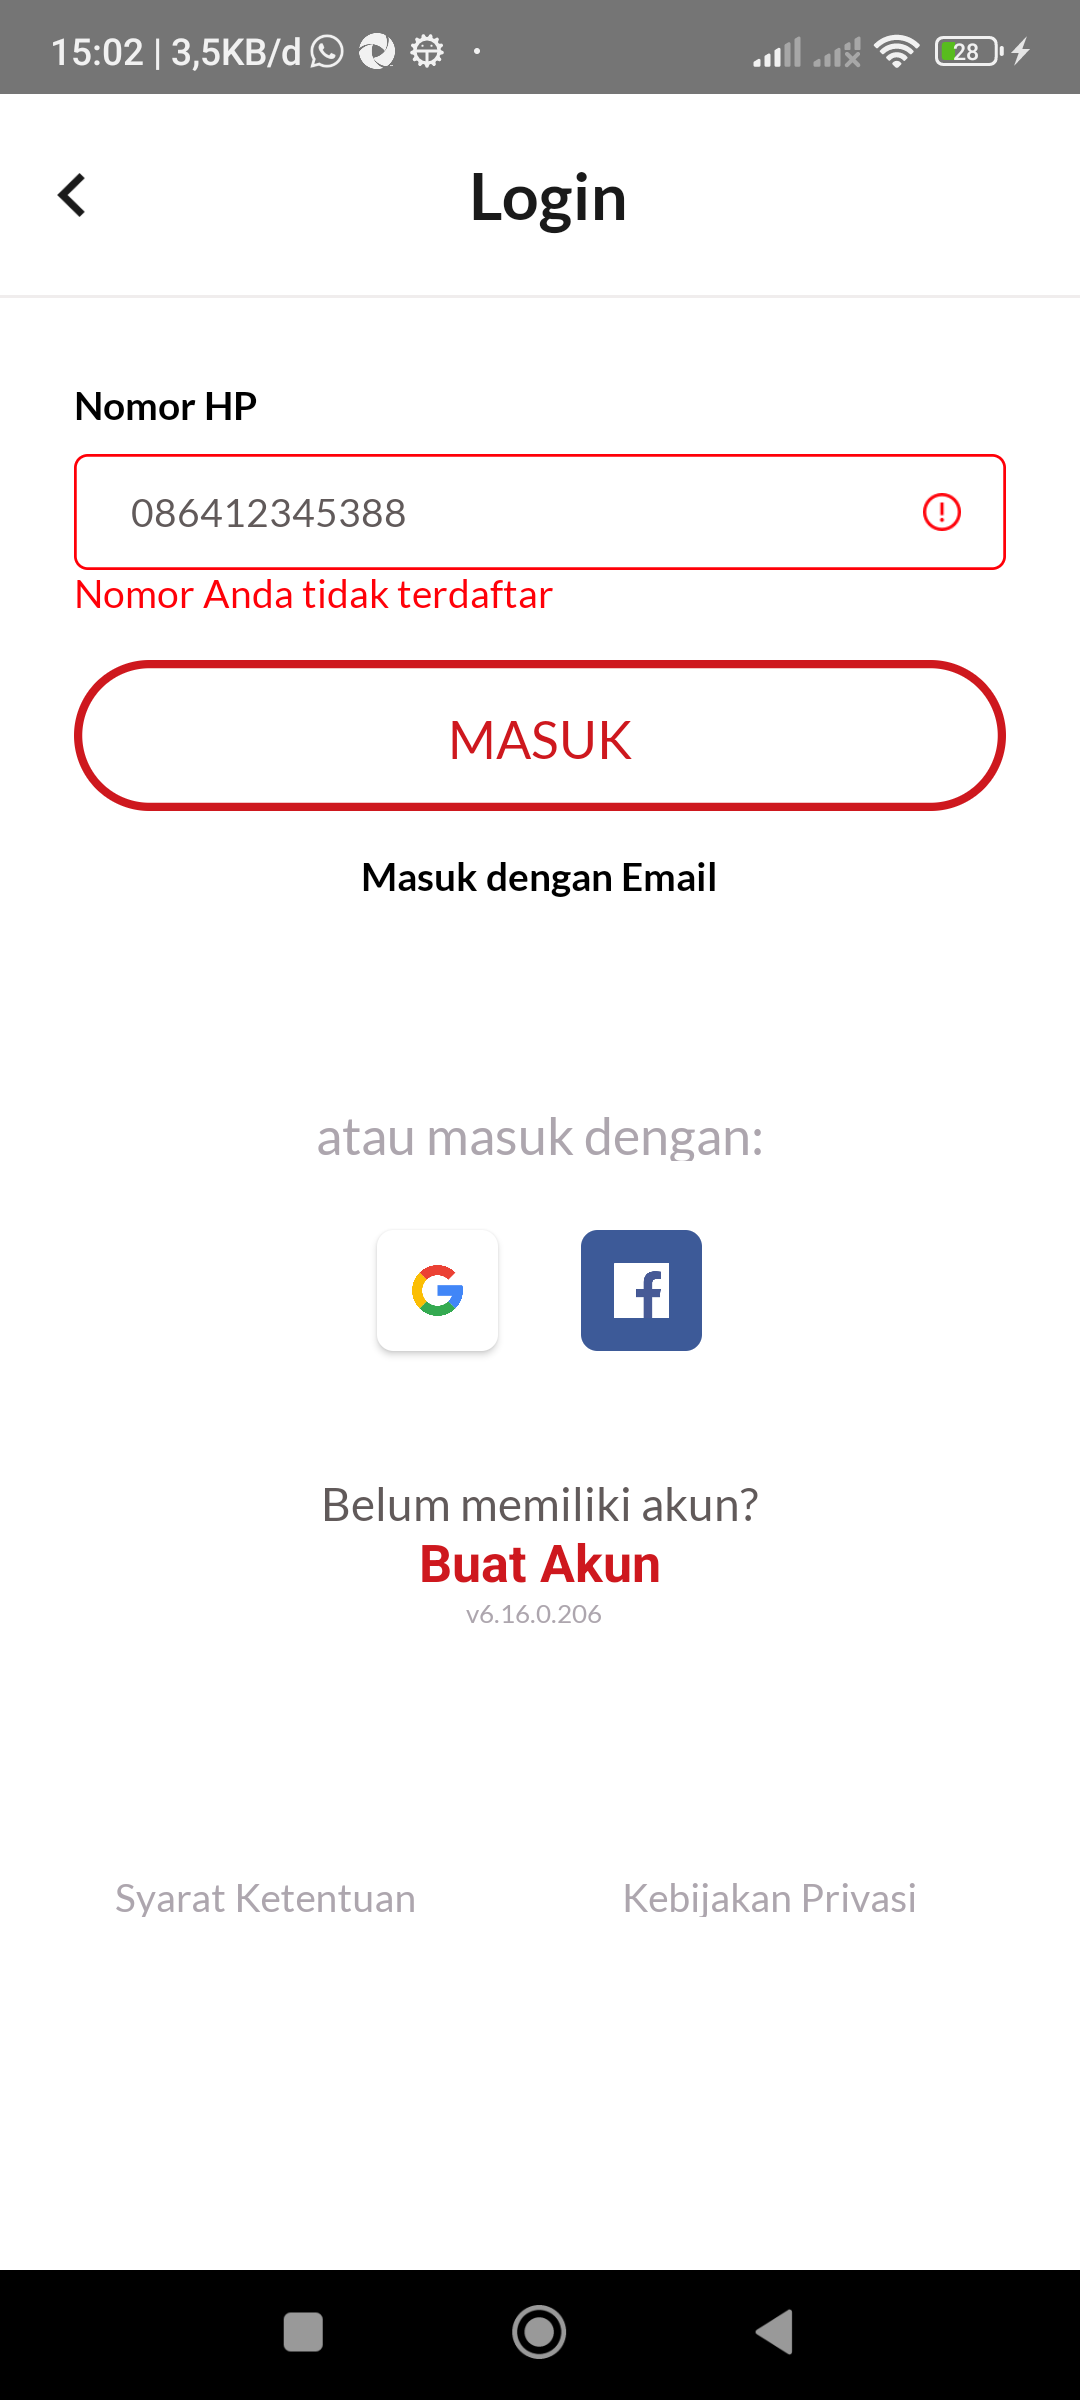 15:02 | 3,5KB/d
28
Login
Nomor HP
086412345388
Nomor Anda tidak terdaftar
MASUK
Masuk dengan Email
atau masuk dengan:
Belum memiliki akun?
Buat Akun
v6.16.0.206
Syarat Ketentuan
Kebijakan Privasi